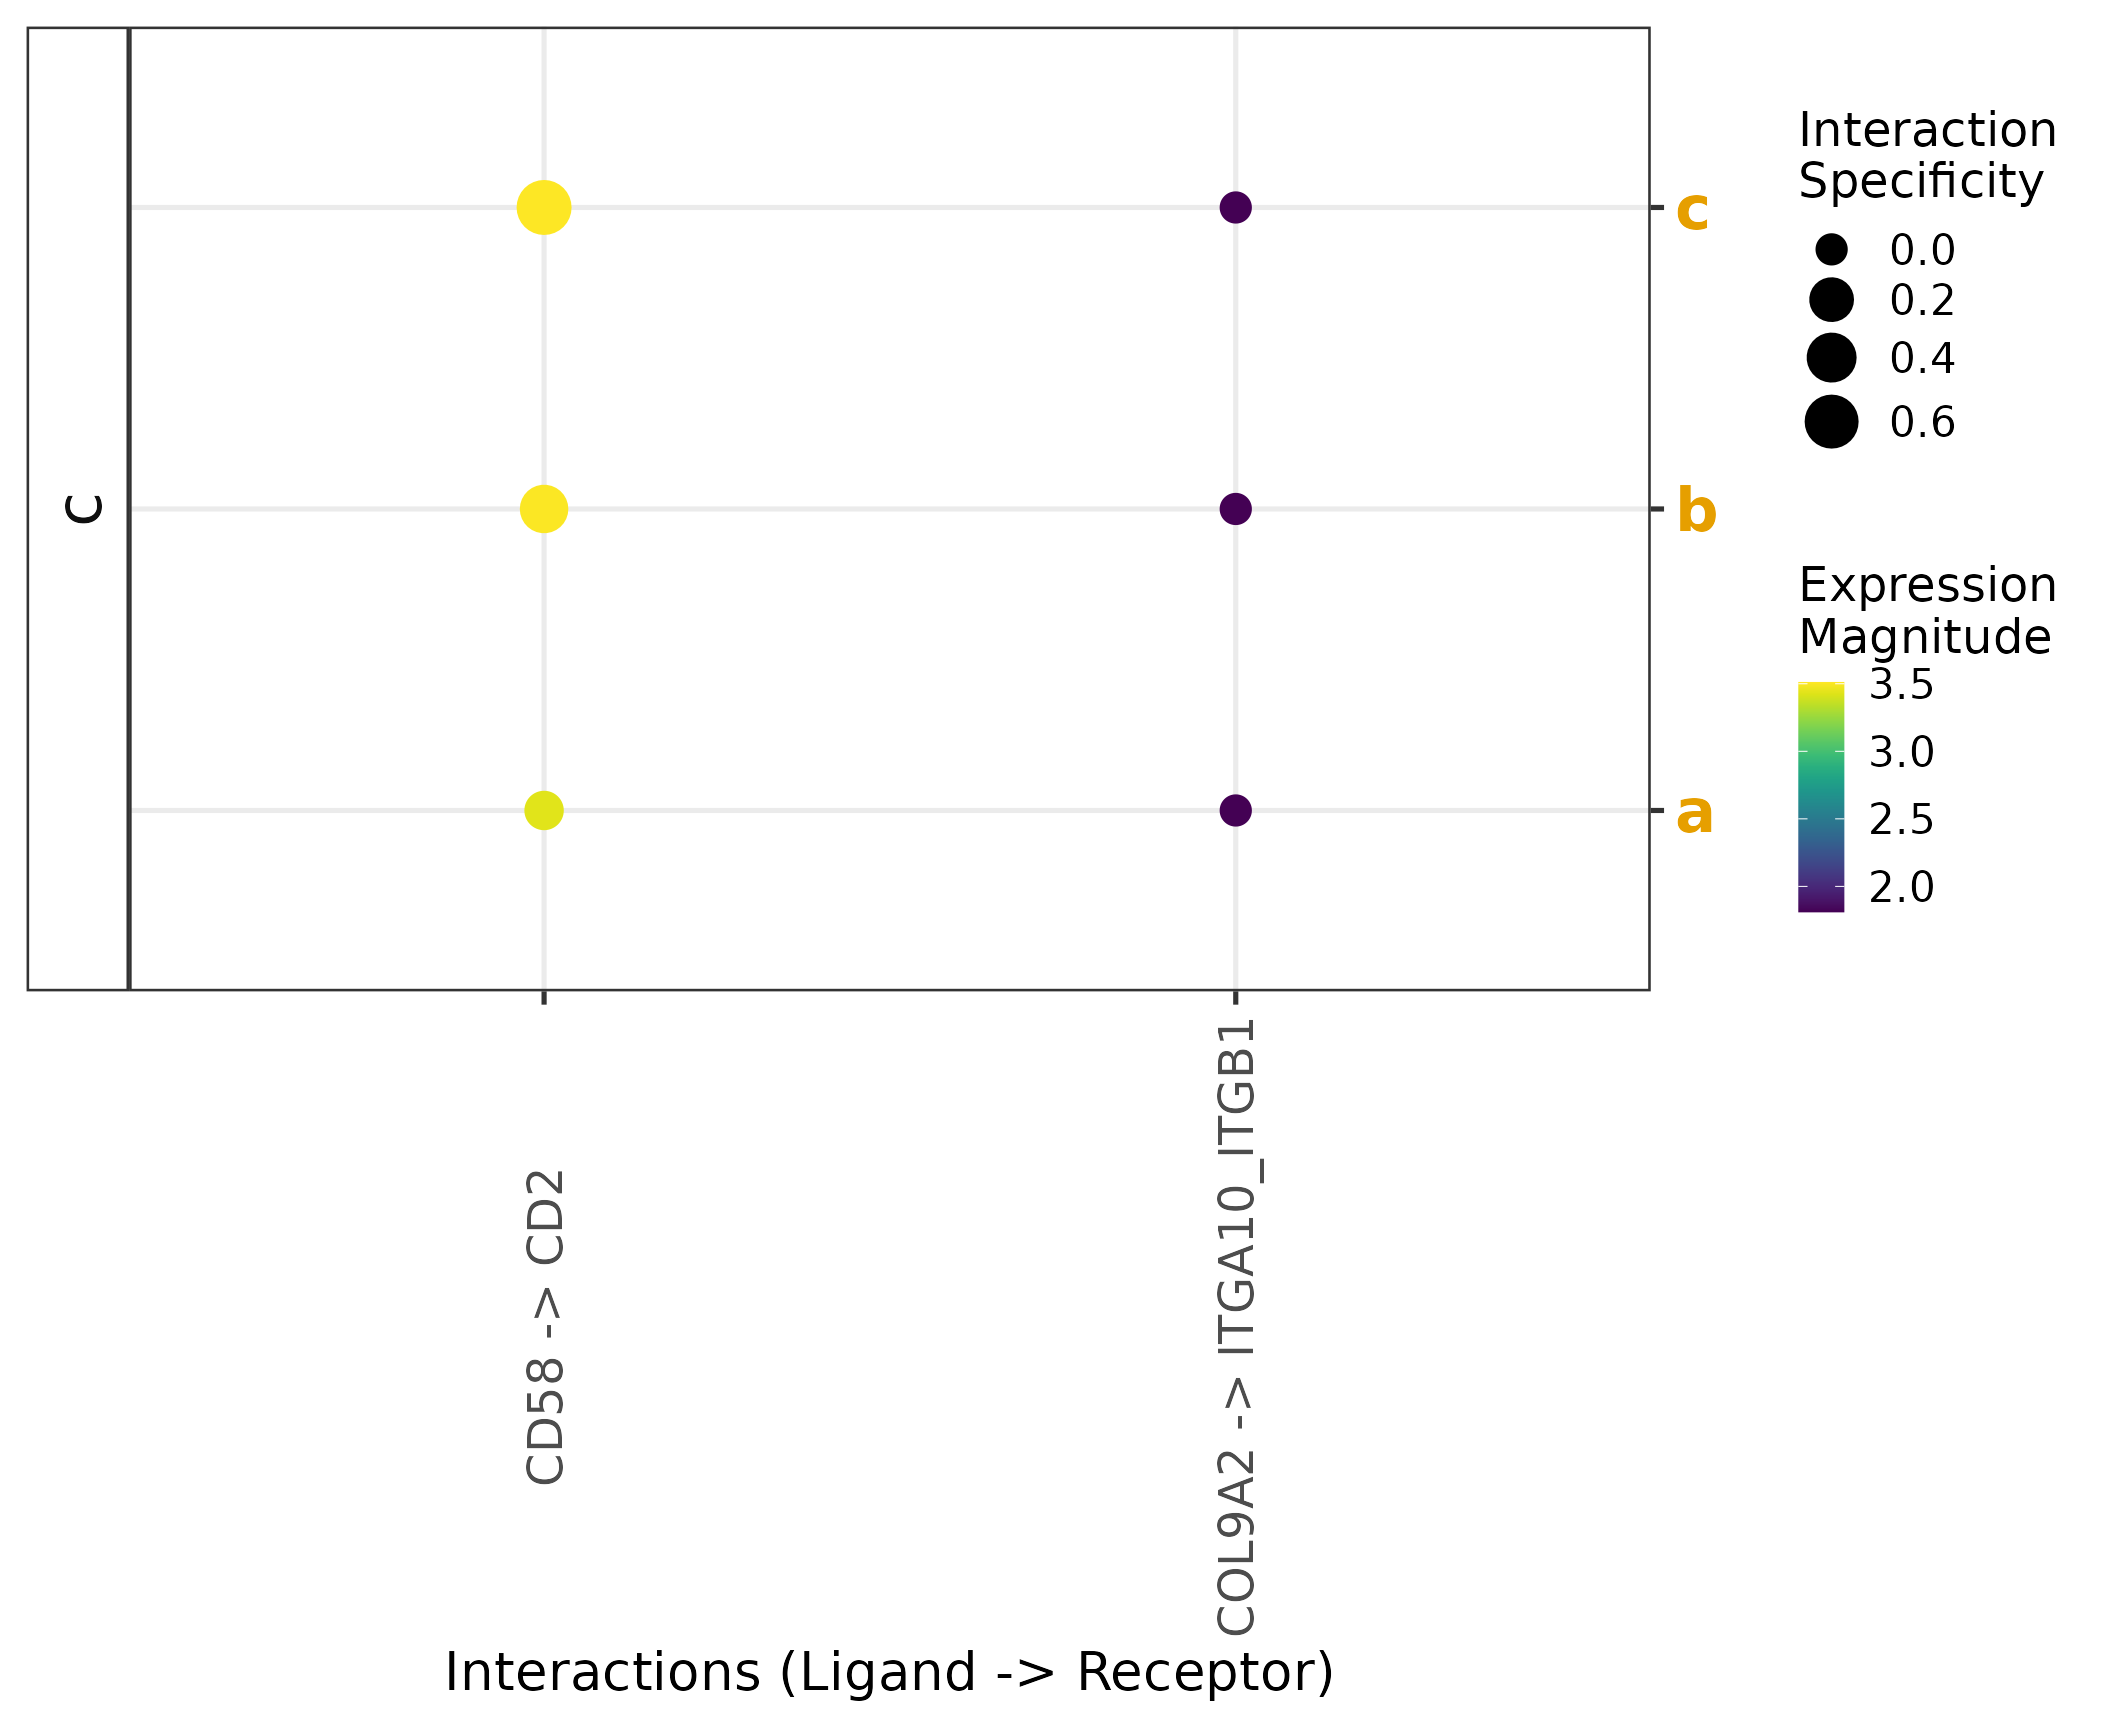 c
c
b
a
CD58 -> CD2
COL9A2 -> ITGA10_ITGB1
Interactions (Ligand -> Receptor)
Interaction
Specificity
0.0
0.2
0.4
0.6
Expression
Magnitude
3.5
3.0
2.5
2.0